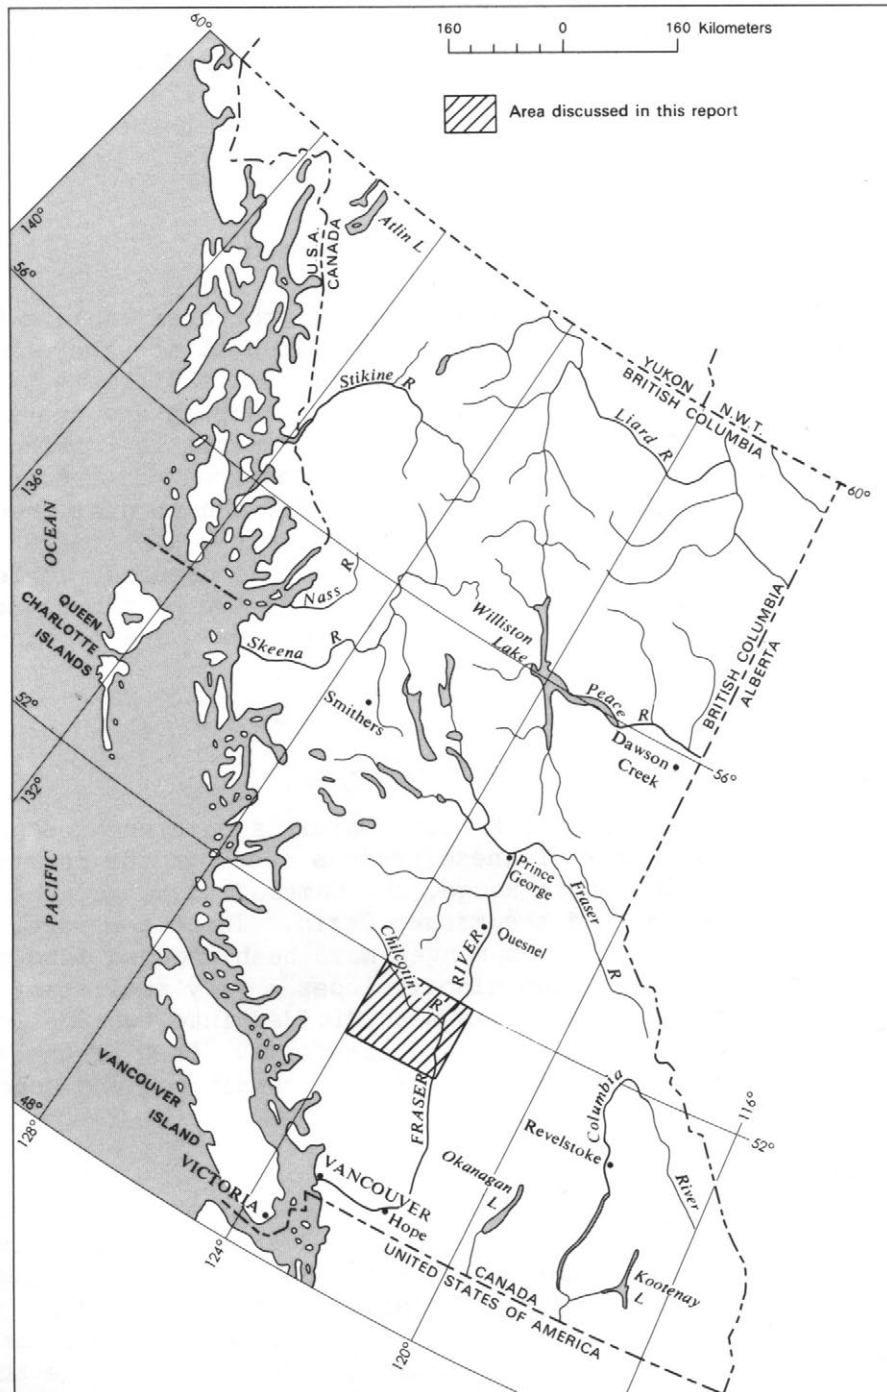 160 0 160 Kilometers
Area discussed in this report
60°
140°
56°
136°
52°
132°
48°
128°
124°
120°
116°
52°
56°
60°
U.S.A.
CANADA
Atlin L
YUKON
BRITISH COLUMBIA
N.W.T.
Stikine R
Liard R
BRITISH COLUMBIA
ALBERTA
PACIFIC OCEAN
QUEEN
CHARLOTTE
ISLANDS
Nass R
Skeena R
Smithers
Williston
Lake
Peace R
Dawson
Creek
Prince
George
Fraser R
Quesnel
Chilcotin R
FRASER RIVER
VANCOUVER
ISLAND
VICTORIA
VANCOUVER
Hope
Okanagan
L
Revelstoke
Columbia River
Kootenay
L
CANADA
UNITED STATES OF AMERICA